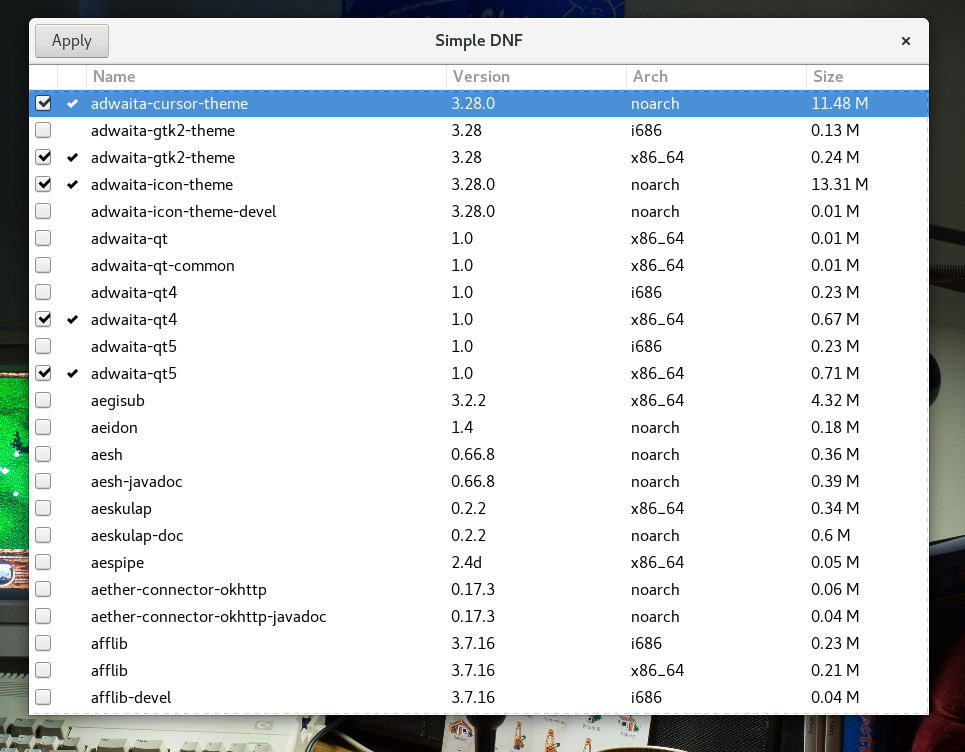 Apply Simple DNF
Name Version Arch Size
adwaita-cursor-theme 3.28.0 noarch 11.48 M
adwaita-gtk2-theme 3.28 i686 0.13 M
adwaita-gtk2-theme 3.28 x86_64 0.24 M
adwaita-icon-theme 3.28.0 noarch 13.31 M
adwaita-icon-theme-devel 3.28.0 noarch 0.01 M
adwaita-qt 1.0 x86_64 0.01 M
adwaita-qt-common 1.0 x86_64 0.01 M
adwaita-qt4 1.0 i686 0.23 M
adwaita-qt4 1.0 x86_64 0.67 M
adwaita-qt5 1.0 i686 0.23 M
adwaita-qt5 1.0 x86_64 0.71 M
aegisub 3.2.2 x86_64 4.32 M
aeidon 1.4 noarch 0.18 M
aesh 0.66.8 noarch 0.36 M
aesh-javadoc 0.66.8 noarch 0.39 M
aeskulap 0.2.2 x86_64 0.34 M
aeskulap-doc 0.2.2 noarch 0.6 M
aespipe 2.4d x86_64 0.05 M
aether-connector-okhttp 0.17.3 noarch 0.06 M
aether-connector-okhttp-javadoc 0.17.3 noarch 0.04 M
afflib 3.7.16 i686 0.23 M
afflib 3.7.16 x86_64 0.21 M
afflib-devel 3.7.16 i686 0.04 M